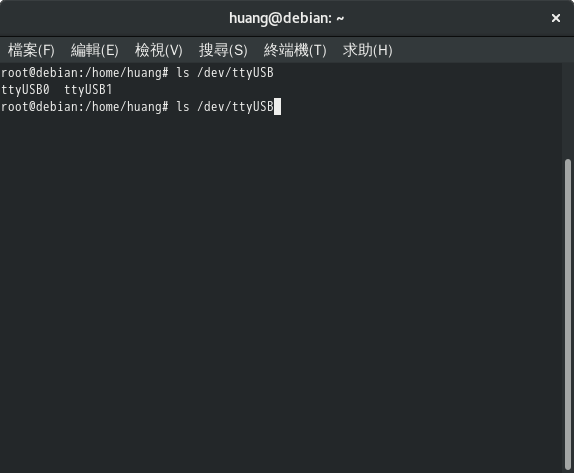 huang@debian: ~
檔案(F) 編輯(E) 檢視(V) 搜尋(S) 終端機(T) 求助(H)
root@debian:/home/huang# ls /dev/ttyUSB
ttyUSB0  ttyUSB1
root@debian:/home/huang# ls /dev/ttyUSB